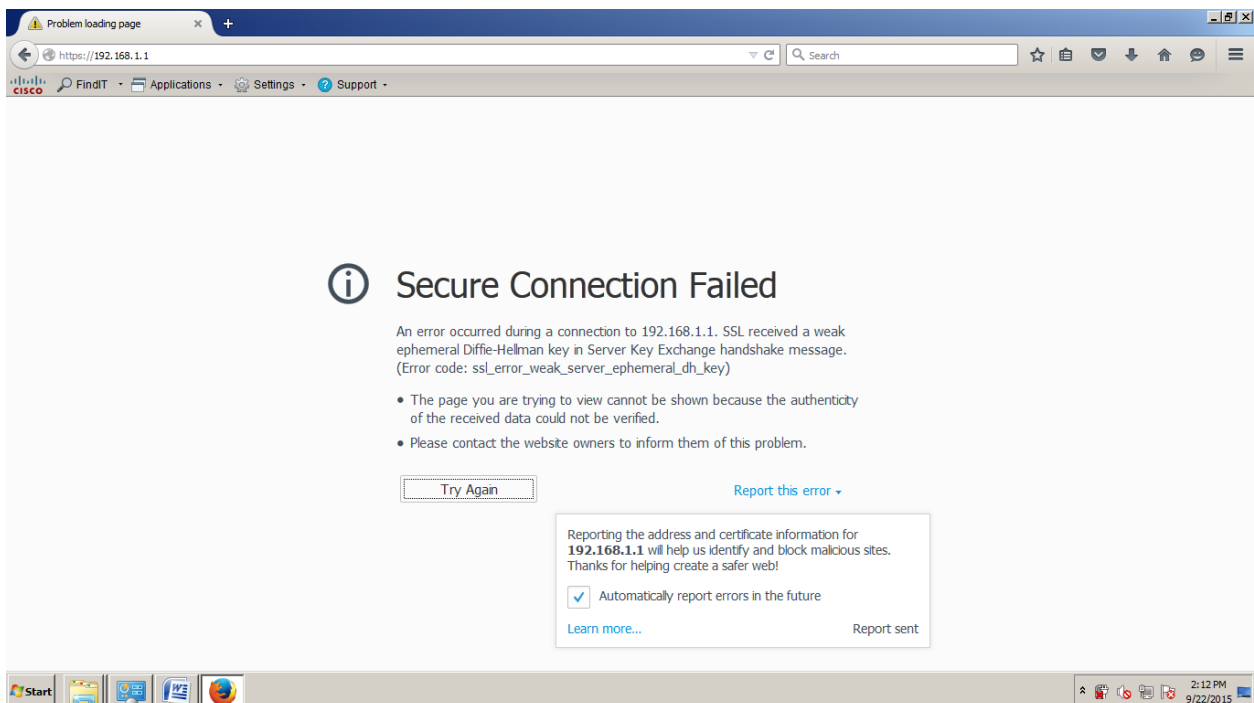 Problem loading page
https://192.168.1.1
Search
CISCO FindIT Applications Settings Support
Secure Connection Failed
An error occurred during a connection to 192.168.1.1. SSL received a weak
ephemeral Diffie-Hellman key in Server Key Exchange handshake message.
(Error code: ssl_error_weak_server_ephemeral_dh_key)
• The page you are trying to view cannot be shown because the authenticity
of the received data could not be verified.
• Please contact the website owners to inform them of this problem.
Try Again
Report this error
Reporting the address and certificate information for
192.168.1.1 will help us identify and block malicious sites.
Thanks for helping create a safer web!
Automatically report errors in the future
Learn more... Report sent
Start
2:12 PM
9/22/2015